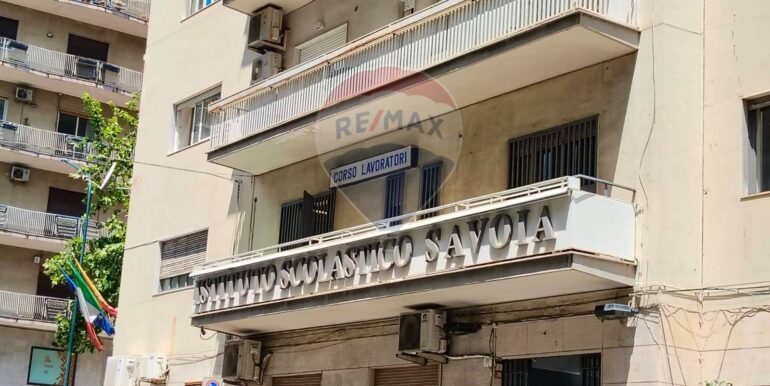 RE/MAX
CORSO LAVORATORI
ISTITUTO SCOLASTICO SAVOIA